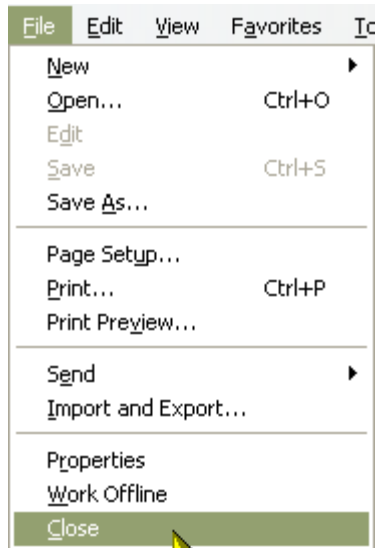 File Edit View Favorites To
New
Open... Ctrl+O
Edit
Save Ctrl+S
Save As...
Page Setup...
Print... Ctrl+P
Print Preview...
Send
Import and Export...
Properties
Work Offline
Close